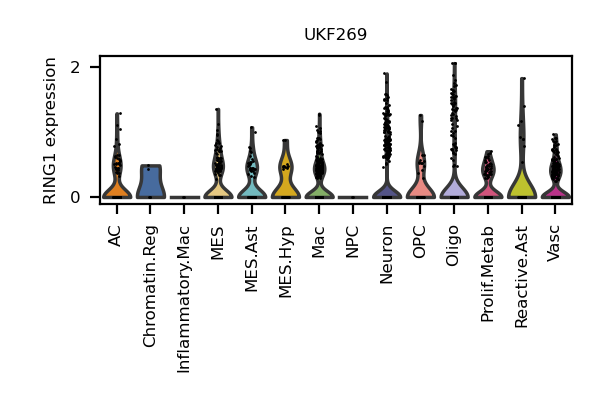 UKF269
RING1 expression
2
0
AC
Chromatin.Reg
Inflammatory.Mac
MES
MES.Ast
MES.Hyp
Mac
NPC
Neuron
OPC
Oligo
Prolif.Metab
Reactive.Ast
Vasc